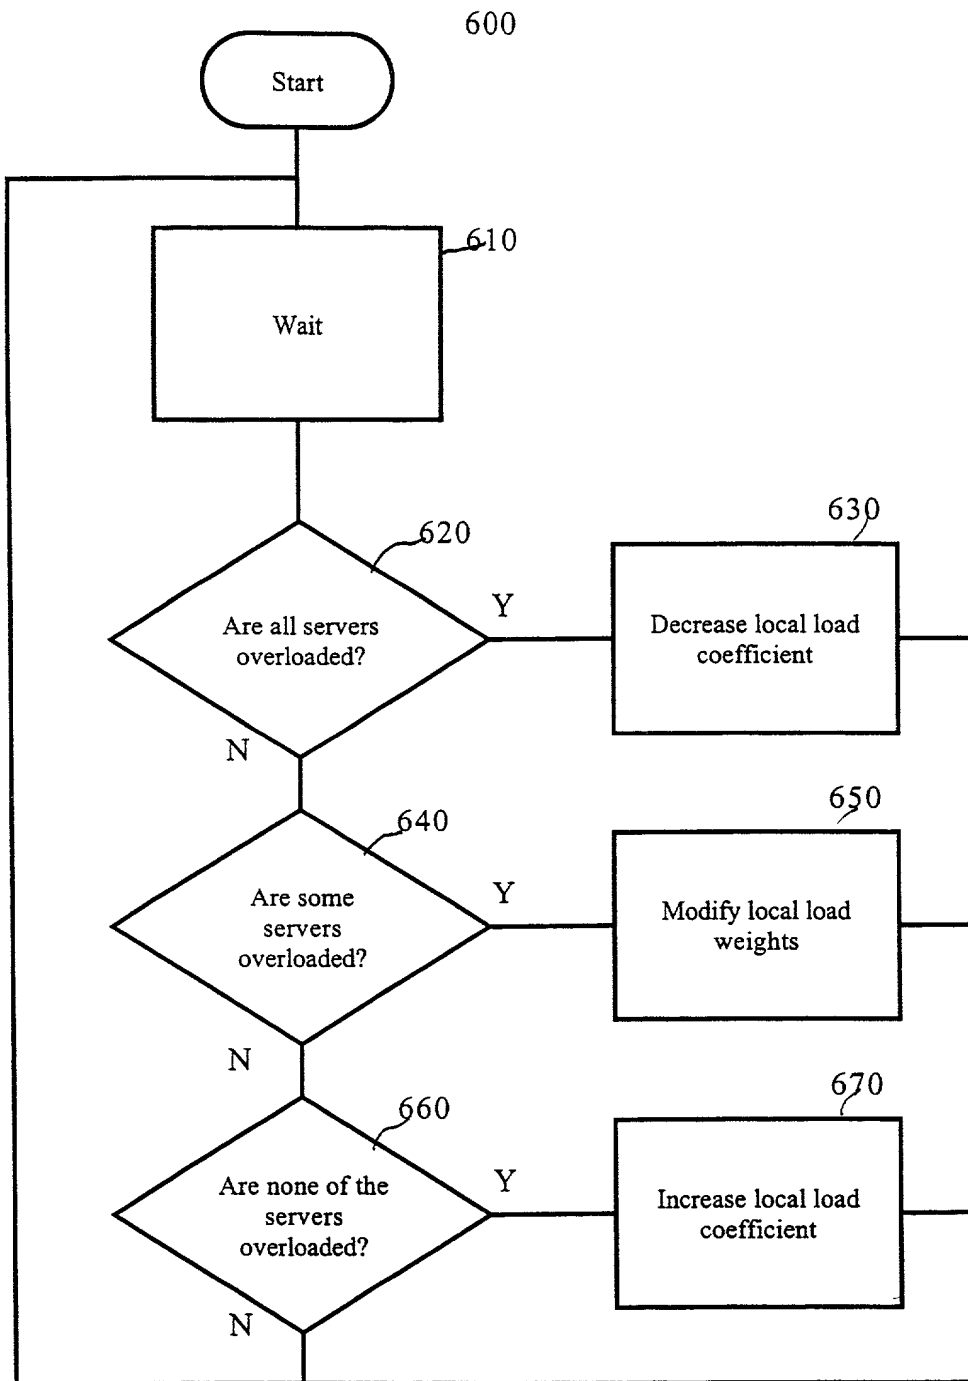 600
Start
610
Wait
620
Are all servers
overloaded?
Y
N
630
Decrease local load
coefficient
640
Are some
servers
overloaded?
Y
N
650
Modify local load
weights
660
Are none of the
servers
overloaded?
Y
N
670
Increase local load
coefficient